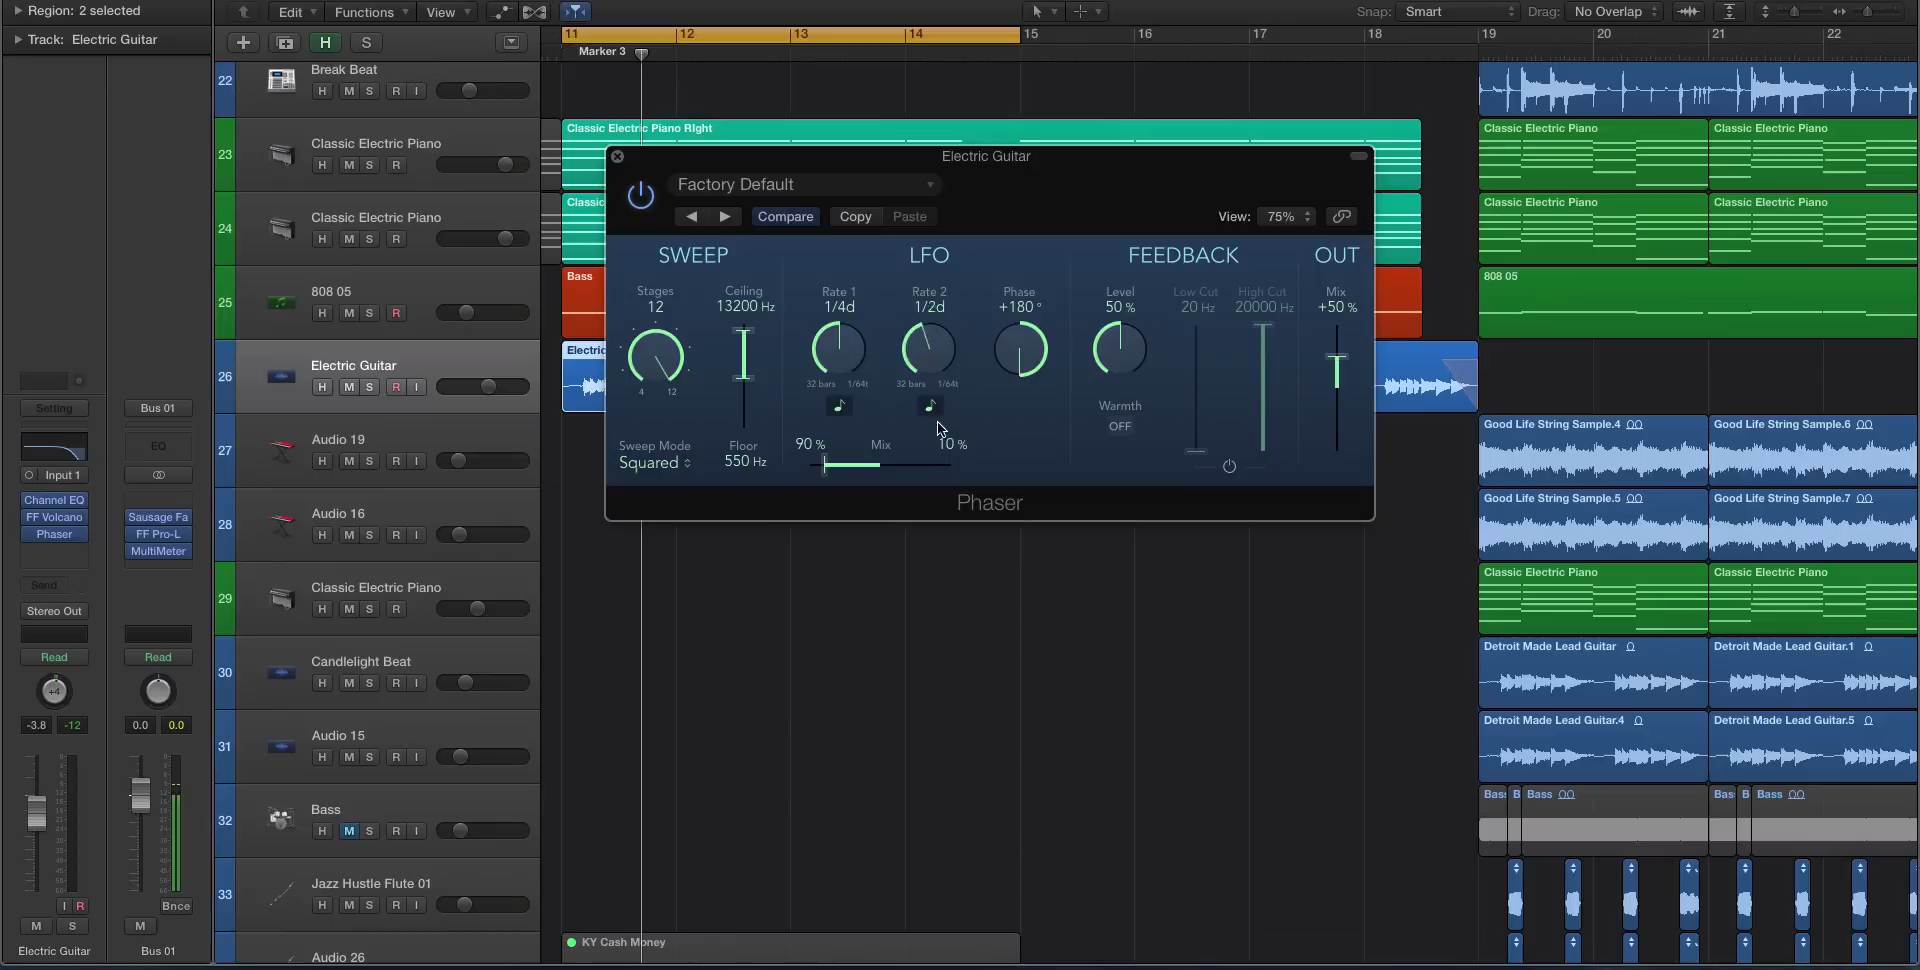 Region: 2 selected
Edit Functions View
Snap: Smart Drag: No Overlap
Track: Electric Guitar
H S
11 12 13 14 15 16 17 18 19 20 21 22
Marker 3
22 Break Beat
H M S R I
23 Classic Electric Piano
H M S R
24 Classic Electric Piano
H M S R
25 808 05
H M S R
26 Electric Guitar
H M S R I
27 Audio 19
H M S R I
28 Audio 16
H M S R I
29 Classic Electric Piano
H M S R
30 Candlelight Beat
H M S R I
31 Audio 15
H M S R I
32 Bass
H M S R I
33 Jazz Hustle Flute 01
H M S R I
Audio 26
Classic Electric Piano RIght
Classic
Bass
Electric
KY Cash Money
Electric Guitar
Factory Default
Compare Copy Paste
View: 75%
SWEEP LFO FEEDBACK OUT
Stages
12
4 12
Ceiling
13200 Hz
Rate 1
1/4d
32 bars 1/64t
Rate 2
1/2d
32 bars 1/64t
Phase
+180 °
Level
50 %
Low Cut
20 Hz
High Cut
20000 Hz
Mix
+50 %
Warmth
OFF
Sweep Mode
Squared
Floor
550 Hz
90 % Mix 10 %
Phaser
Classic Electric Piano Classic Electric Piano
Classic Electric Piano Classic Electric Piano
808 05
Good Life String Sample.4 Good Life String Sample.6
Good Life String Sample.5 Good Life String Sample.7
Classic Electric Piano Classic Electric Piano
Detroit Made Lead Guitar Detroit Made Lead Guitar.1
Detroit Made Lead Guitar.4 Detroit Made Lead Guitar.5
Bas B Bass Bas B Bass
Setting Bus 01
EQ
Input 1
Channel EQ
FF Volcano Sausage Fa
Phaser FF Pro-L
MultiMeter
Send
Stereo Out
Read Read
+4
-3.8 -12 0.0 0.0
I R Bnce
M S M
Electric Guitar Bus 01